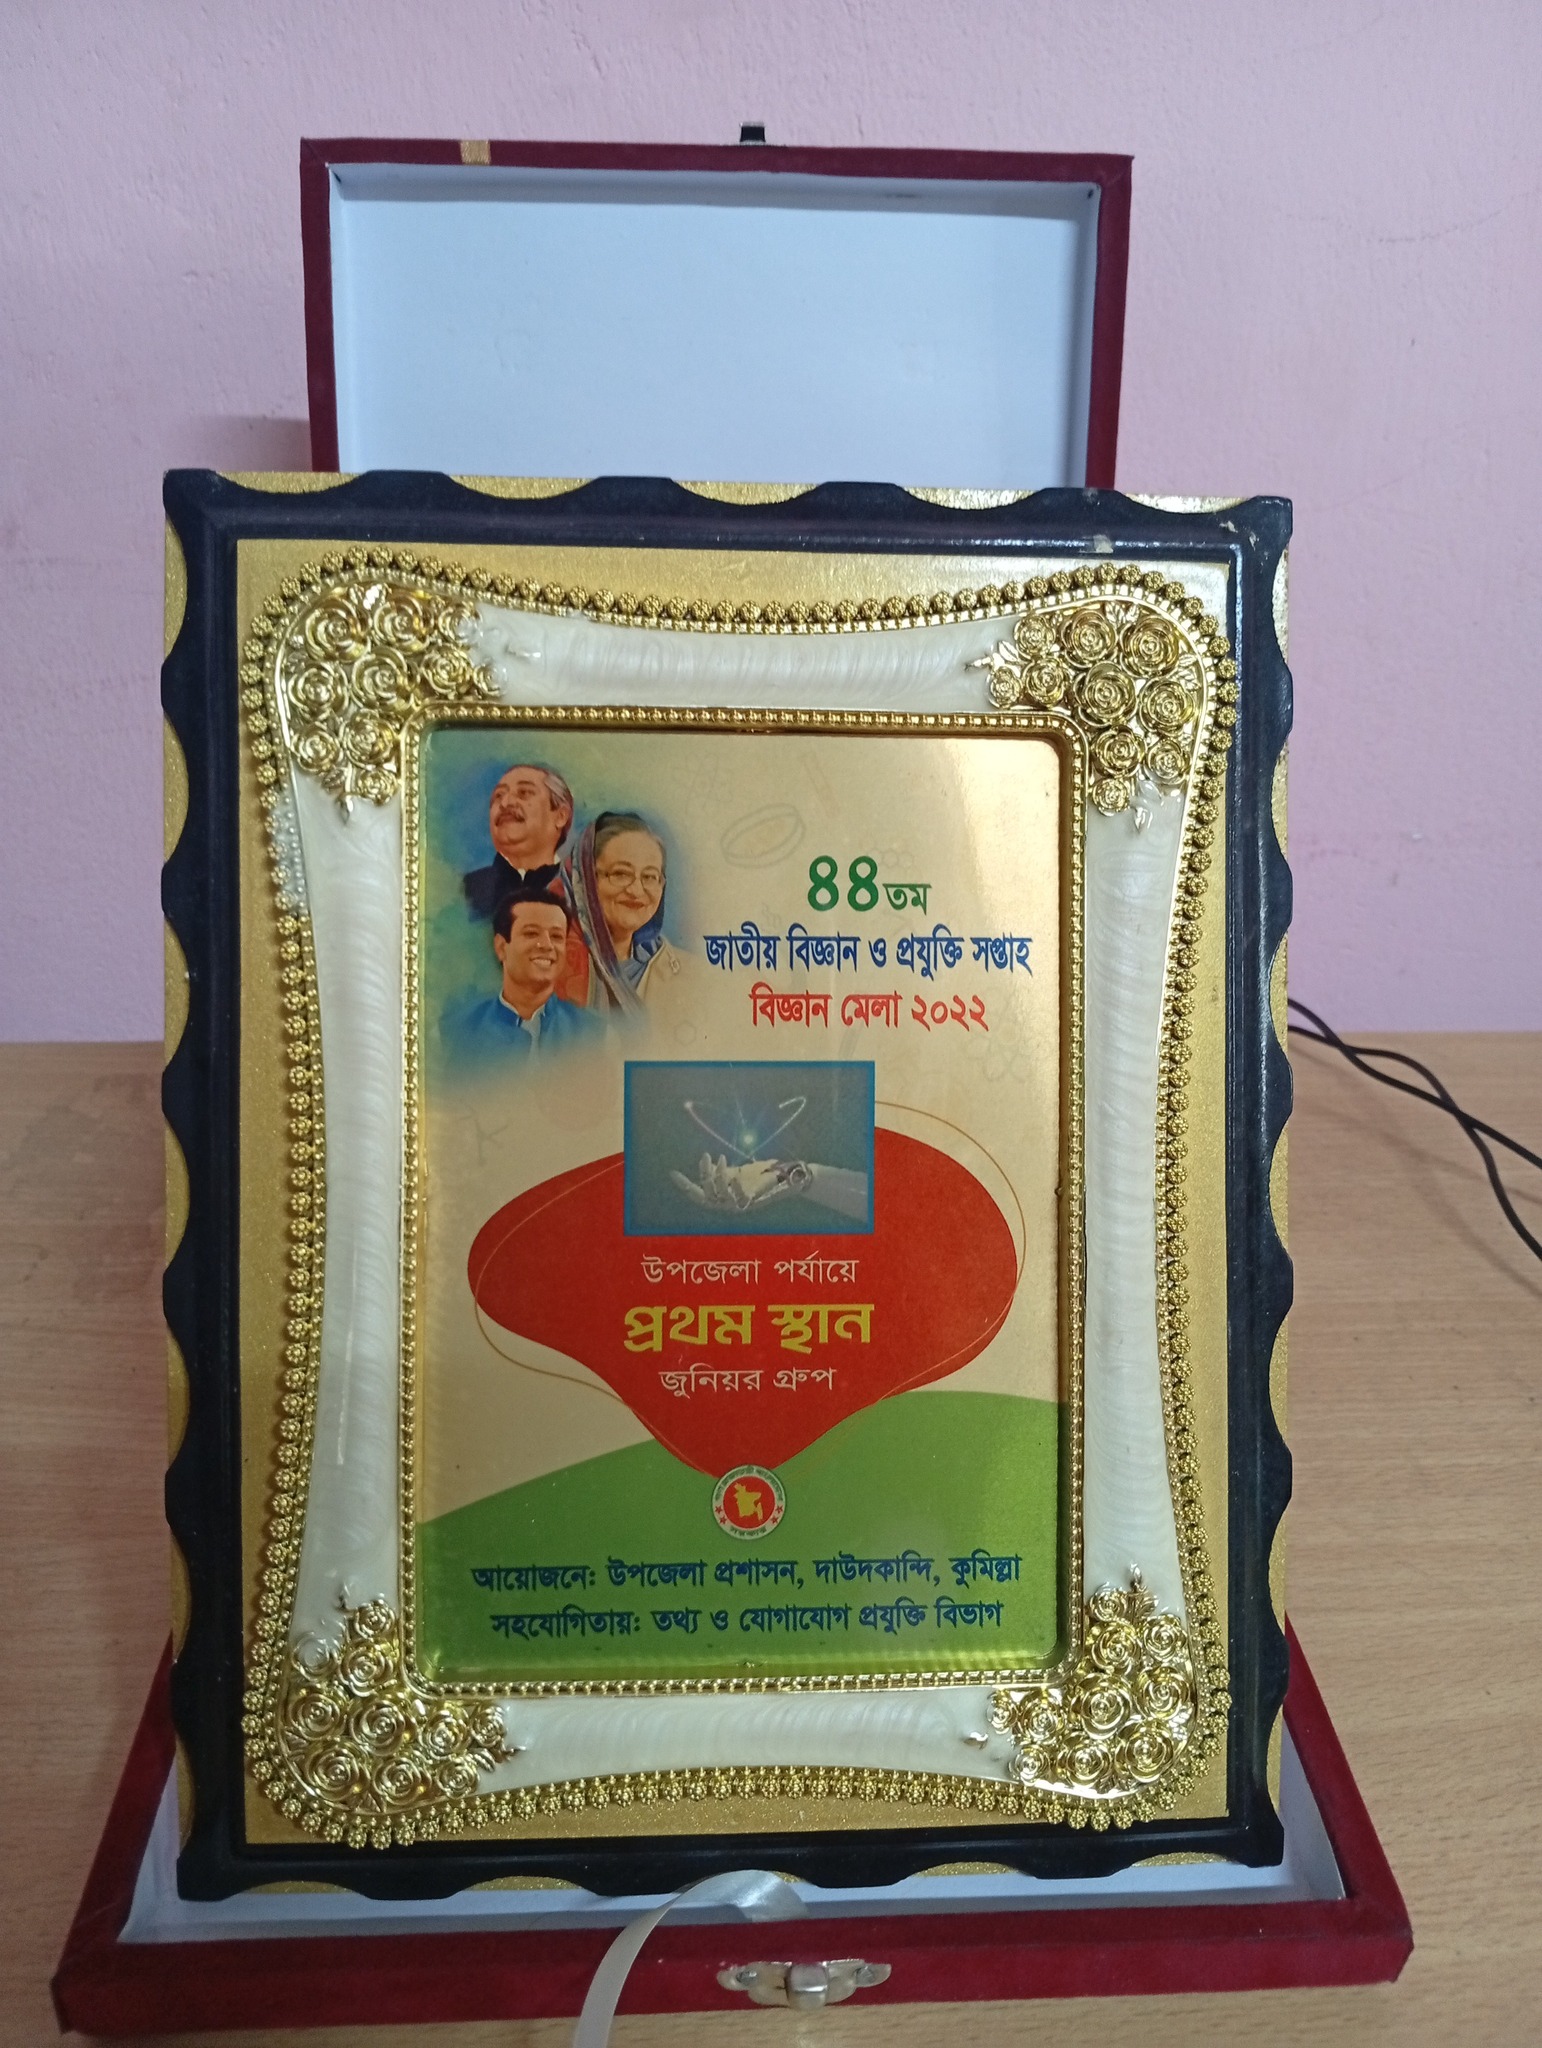 ৪৪তম
জাতীয় বিজ্ঞান ও প্রযুক্তি সপ্তাহ
বিজ্ঞান মেলা ২০২২
উপজেলা পর্যায়ে
প্রথম স্থান
জুনিয়র গ্রুপ
আয়োজনে: উপজেলা প্রশাসন, দাউদকান্দি, কুমিল্লা
সহযোগিতায়: তথ্য ও যোগাযোগ প্রযুক্তি বিভাগ